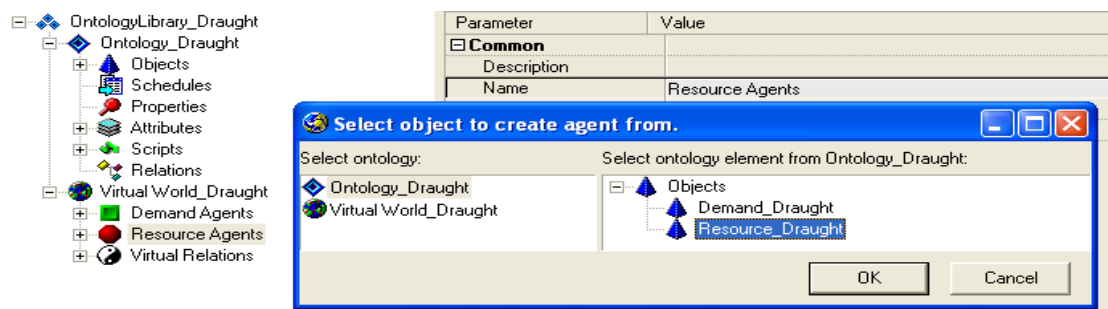 OntologyLibrary_Draught
Ontology_Draught
Objects
Schedules
Properties
Attributes
Scripts
Relations
Virtual World_Draught
Demand Agents
Resource Agents
Virtual Relations
Parameter Value
Common
Description
Name Resource Agents
Select object to create agent from.
Select ontology:
Ontology_Draught
Virtual World_Draught
Select ontology element from Ontology_Draught:
Objects
Demand_Draught
Resource_Draught
OK Cancel